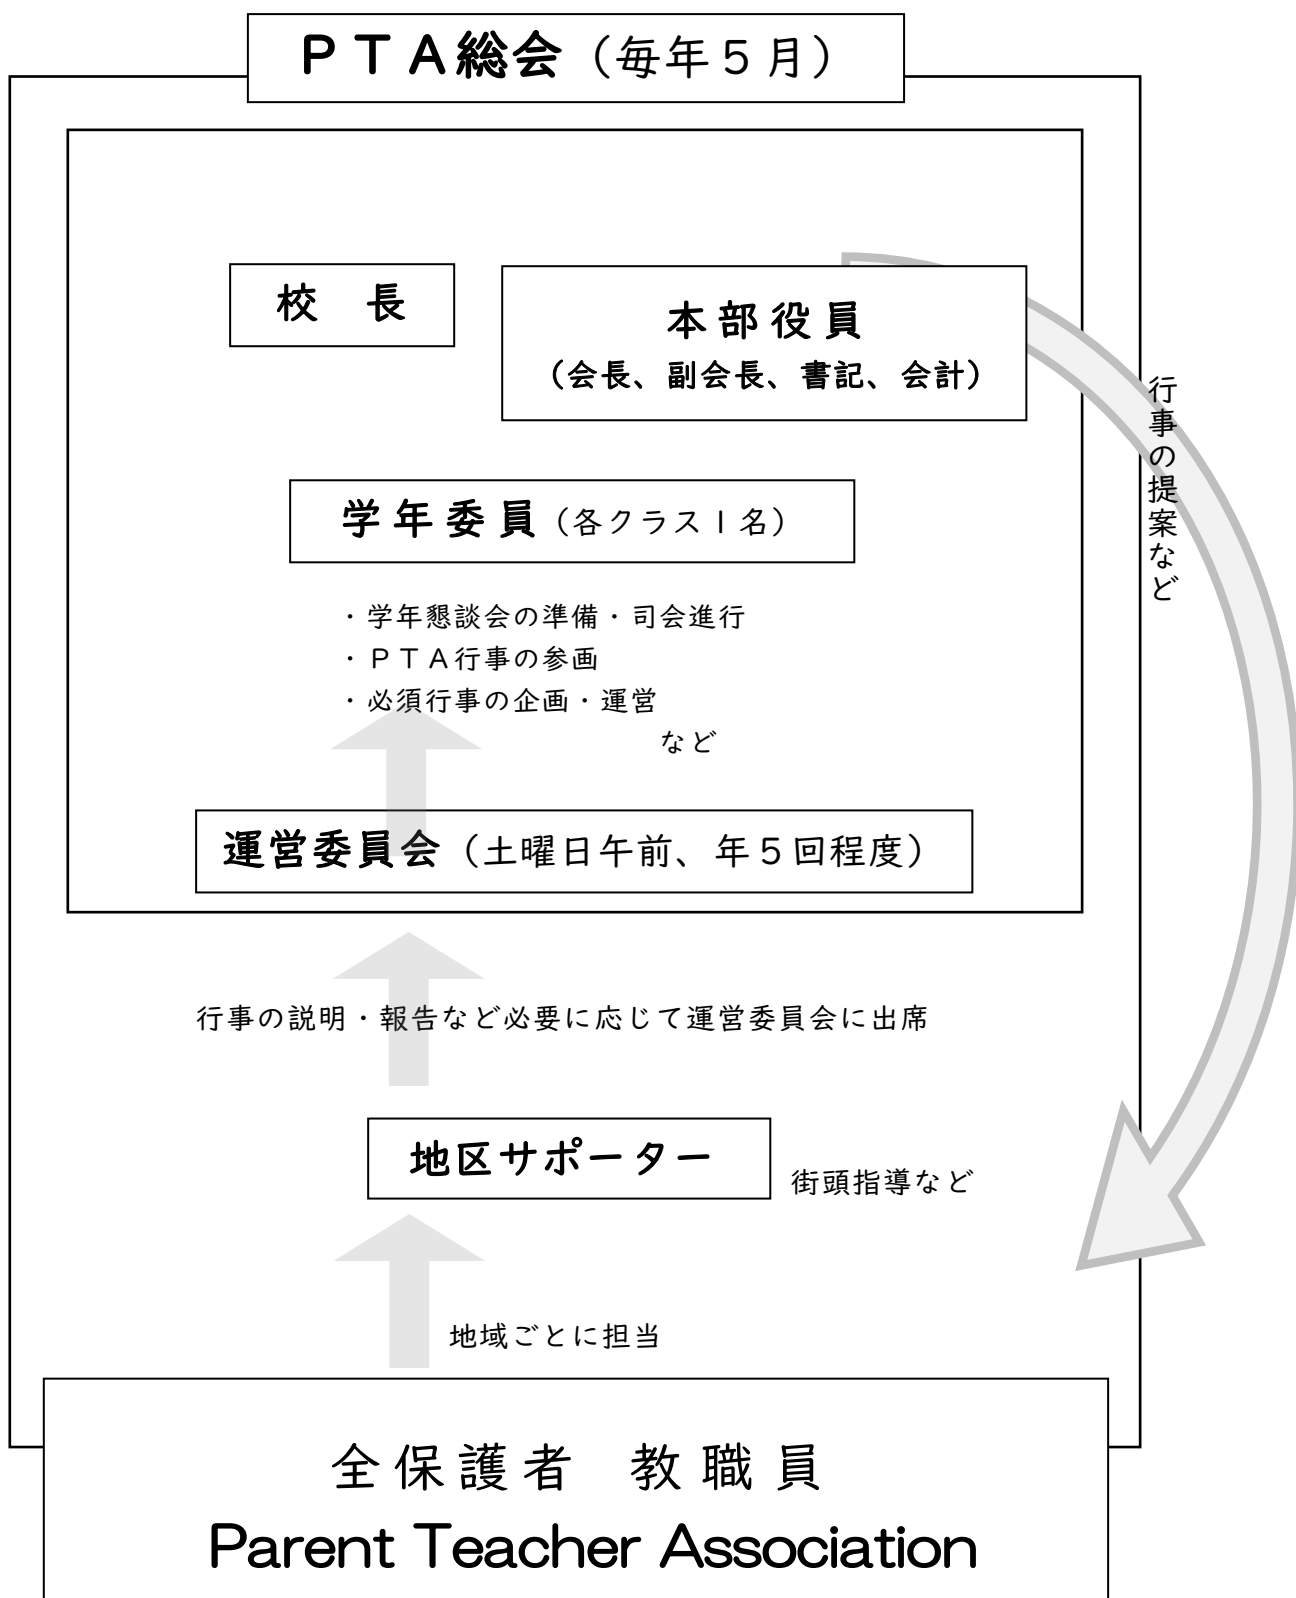 ＰＴＡ総会（毎年５月）
校　長
本部役員
（会長、副会長、書記、会計）
行事の提案など
学年委員（各クラス１名）
・学年懇談会の準備・司会進行
・ＰＴＡ行事の参画
・必須行事の企画・運営
など
運営委員会（土曜日午前、年５回程度）
行事の説明・報告など必要に応じて運営委員会に出席
地区サポーター
街頭指導など
地域ごとに担当
全保護者　教職員
Parent Teacher Association